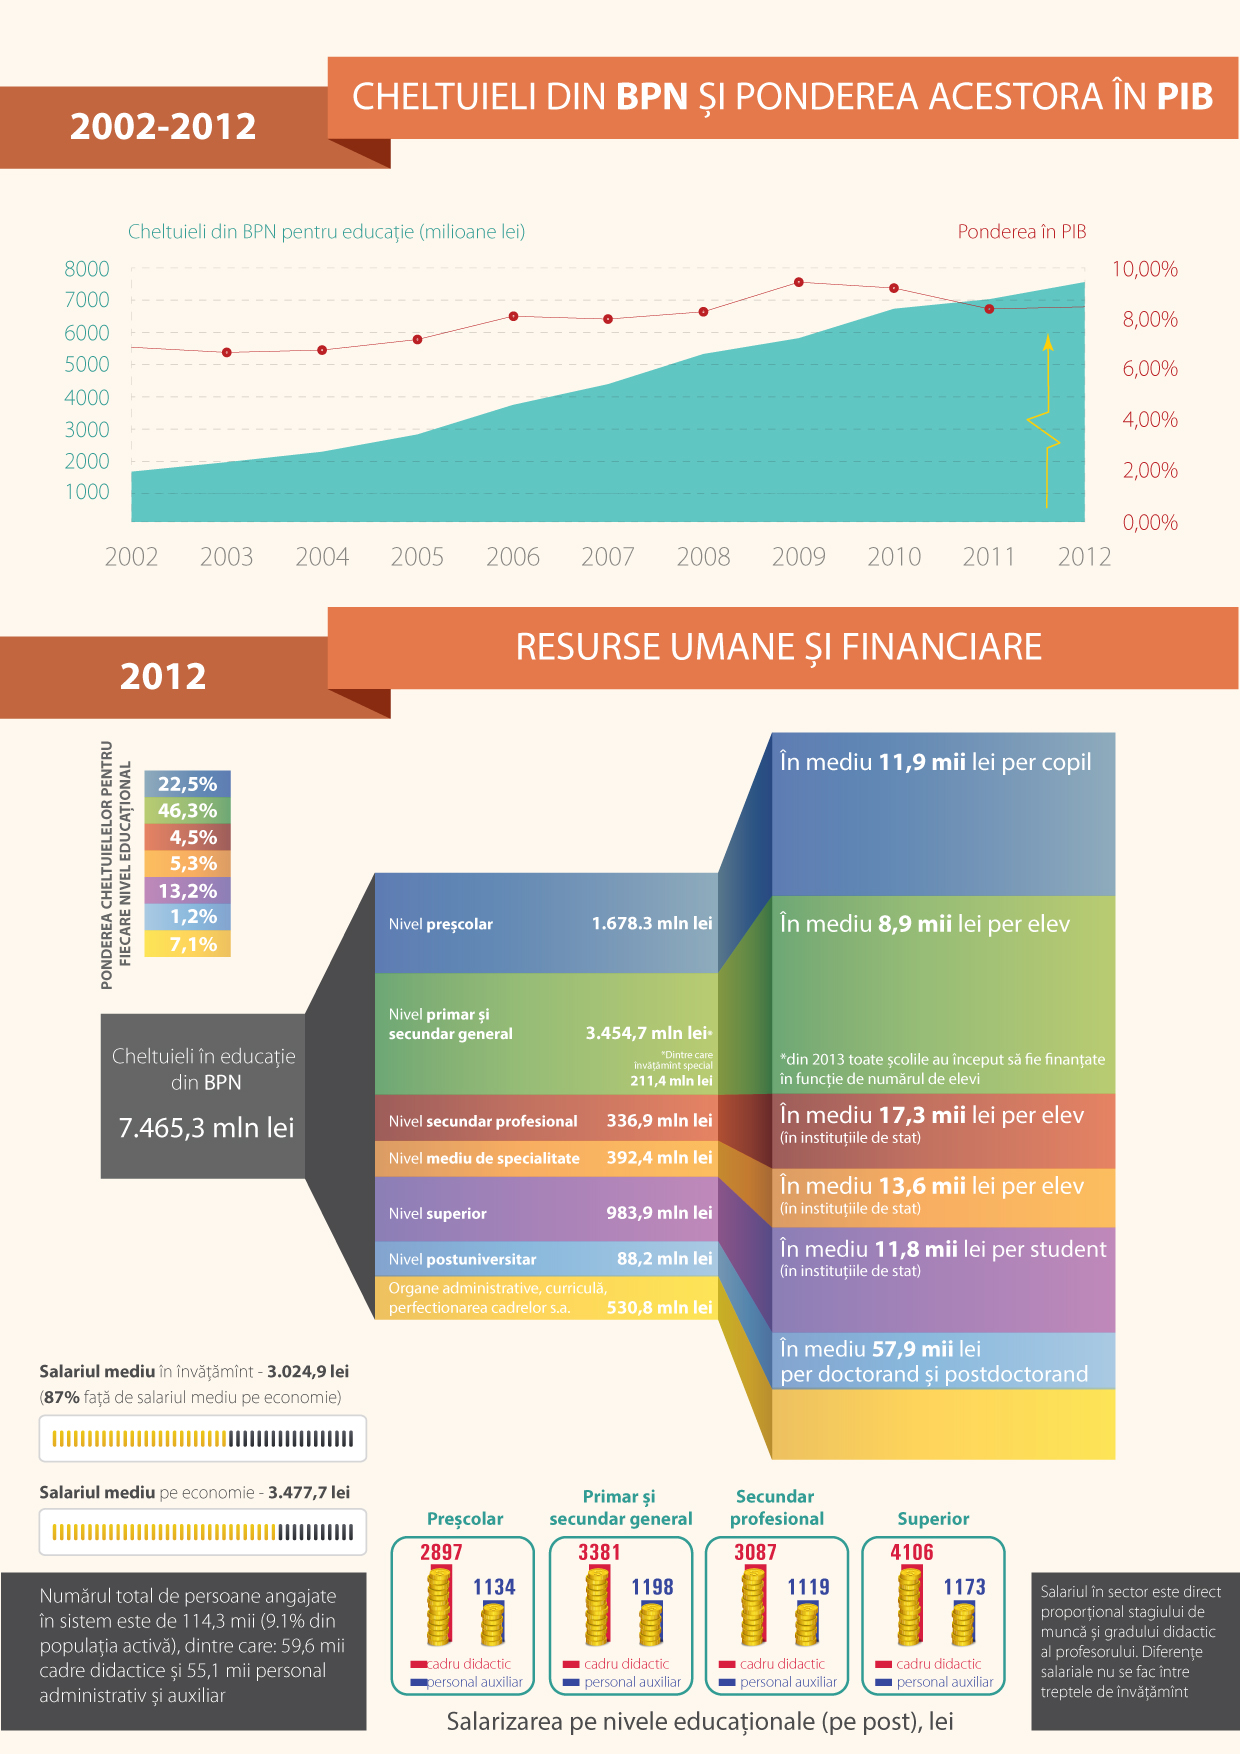 2002-2012
CHELTUIELI DIN BPN ȘI PONDEREA ACESTORA ÎN PIB
Cheltuieli din BPN pentru educație (milioane lei)
Ponderea în PIB
8000
7000
6000
5000
4000
3000
2000
1000
10,00%
8,00%
6,00%
4,00%
2,00%
0,00%
2002 2003 2004 2005 2006 2007 2008 2009 2010 2011 2012
2012
RESURSE UMANE ȘI FINANCIARE
PONDEREA CHELTUIELELOR PENTRU
FIECARE NIVEL EDUCAȚIONAL
22,5%
46,3%
4,5%
5,3%
13,2%
1,2%
7,1%
Cheltuieli în educație
din BPN
7.465,3 mln lei
Nivel preșcolar 1.678.3 mln lei
Nivel primar și
secundar general 3.454,7 mln lei*
*Dintre care
învățămînt special
211,4 mln lei
Nivel secundar profesional 336,9 mln lei
Nivel mediu de specialitate 392,4 mln lei
Nivel superior 983,9 mln lei
Nivel postuniversitar 88,2 mln lei
Organe administrative, curriculă,
perfectionarea cadrelor s.a. 530,8 mln lei
În mediu 11,9 mii lei per copil
În mediu 8,9 mii lei per elev
*din 2013 toate școlile au început să fie finanțate
în funcție de numărul de elevi
În mediu 17,3 mii lei per elev
(în instituțiile de stat)
În mediu 13,6 mii lei per elev
(în instituțiile de stat)
În mediu 11,8 mii lei per student
(în instituțiile de stat)
În mediu 57,9 mii lei
per doctorand și postdoctorand
Salariul mediu în învățămînt - 3.024,9 lei
(87% față de salariul mediu pe economie)
Salariul mediu pe economie - 3.477,7 lei
Numărul total de persoane angajate
în sistem este de 114,3 mii (9.1% din
populația activă), dintre care: 59,6 mii
cadre didactice și 55,1 mii personal
administrativ și auxiliar
Preșcolar
2897
1134
cadru didactic
personal auxiliar
Primar și
secundar general
3381
1198
cadru didactic
personal auxiliar
Secundar
profesional
3087
1119
cadru didactic
personal auxiliar
Superior
4106
1173
cadru didactic
personal auxiliar
Salarizarea pe nivele educaționale (pe post), lei
Salariul în sector este direct
proporțional stagiului de
muncă și gradului didactic
al profesorului. Diferențe
salariale nu se fac între
treptele de învățămînt